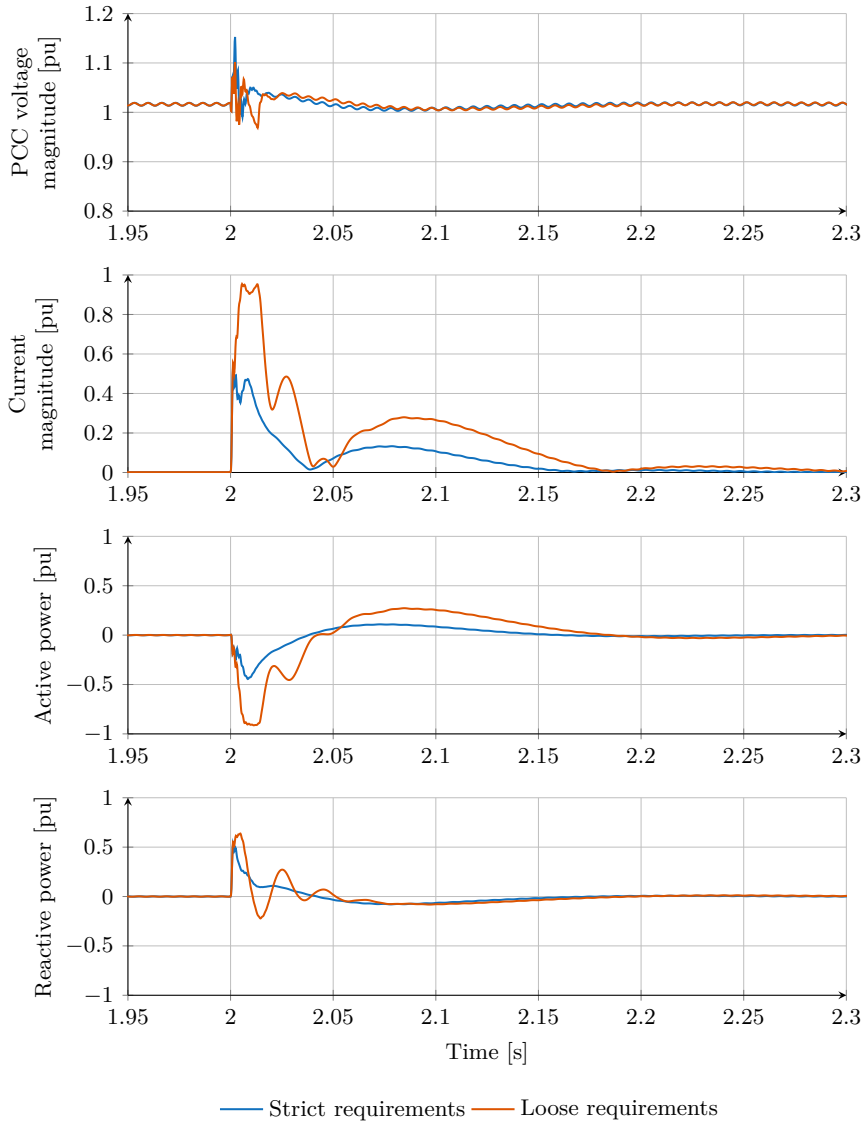 1.2
1.1
1
0.9
0.8
PCC voltage
magnitude [pu]
1.95 2 2.05 2.1 2.15 2.2 2.25 2.3
1
0.8
0.6
0.4
0.2
0
Current
magnitude [pu]
1.95 2 2.05 2.1 2.15 2.2 2.25 2.3
1
0.5
0
−0.5
−1
Active power [pu]
1.95 2 2.05 2.1 2.15 2.2 2.25 2.3
1
0.5
0
−0.5
−1
Reactive power [pu]
1.95 2 2.05 2.1 2.15 2.2 2.25 2.3
Time [s]
Strict requirements Loose requirements